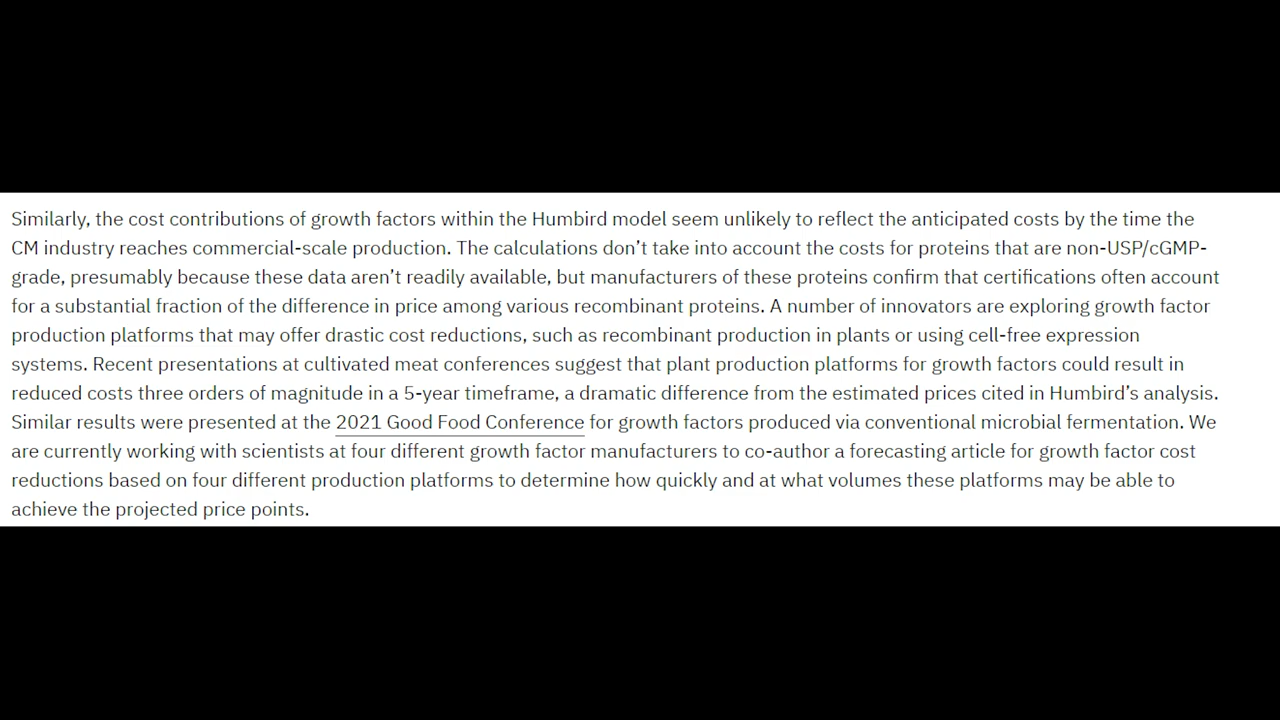 Similarly, the cost contributions of growth factors within the Humbird model seem unlikely to reflect the anticipated costs by the time the
CM industry reaches commercial-scale production. The calculations don’t take into account the costs for proteins that are non-USP/cGMP-
grade, presumably because these data aren’t readily available, but manufacturers of these proteins confirm that certifications often account
for a substantial fraction of the difference in price among various recombinant proteins. A number of innovators are exploring growth factor
production platforms that may offer drastic cost reductions, such as recombinant production in plants or using cell-free expression
systems. Recent presentations at cultivated meat conferences suggest that plant production platforms for growth factors could result in
reduced costs three orders of magnitude in a 5-year timeframe, a dramatic difference from the estimated prices cited in Humbird’s analysis.
Similar results were presented at the 2021 Good Food Conference for growth factors produced via conventional microbial fermentation. We
are currently working with scientists at four different growth factor manufacturers to co-author a forecasting article for growth factor cost
reductions based on four different production platforms to determine how quickly and at what volumes these platforms may be able to
achieve the projected price points.